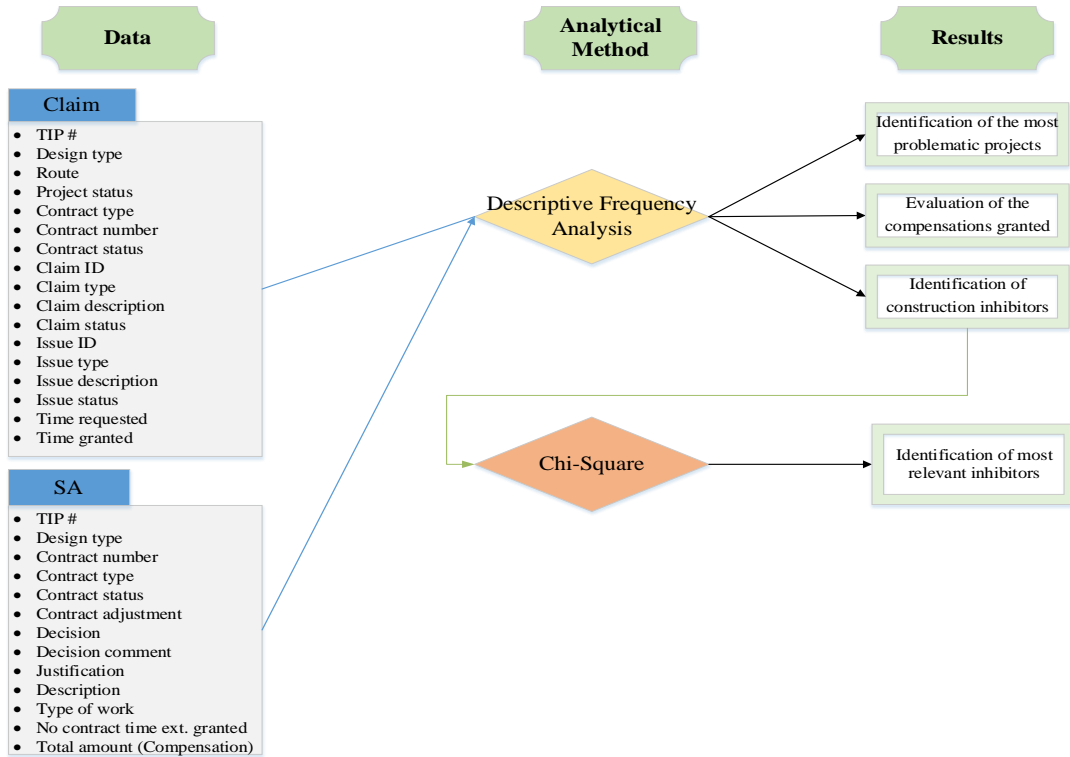 Data
Analytical
Method
Results
Claim
• TIP #
• Design type
• Route
• Project status
• Contract type
• Contract number
• Contract status
• Claim ID
• Claim type
• Claim description
• Claim status
• Issue ID
• Issue type
• Issue description
• Issue status
• Time requested
• Time granted
SA
• TIP #
• Design type
• Contract number
• Contract type
• Contract status
• Contract adjustment
• Decision
• Decision comment
• Justification
• Description
• Type of work
• No contract time ext. granted
• Total amount (Compensation)
Descriptive Frequency
Analysis
Chi-Square
Identification of the most
problematic projects
Evaluation of the
compensations granted
Identification of
construction inhibitors
Identification of most
relevant inhibitors